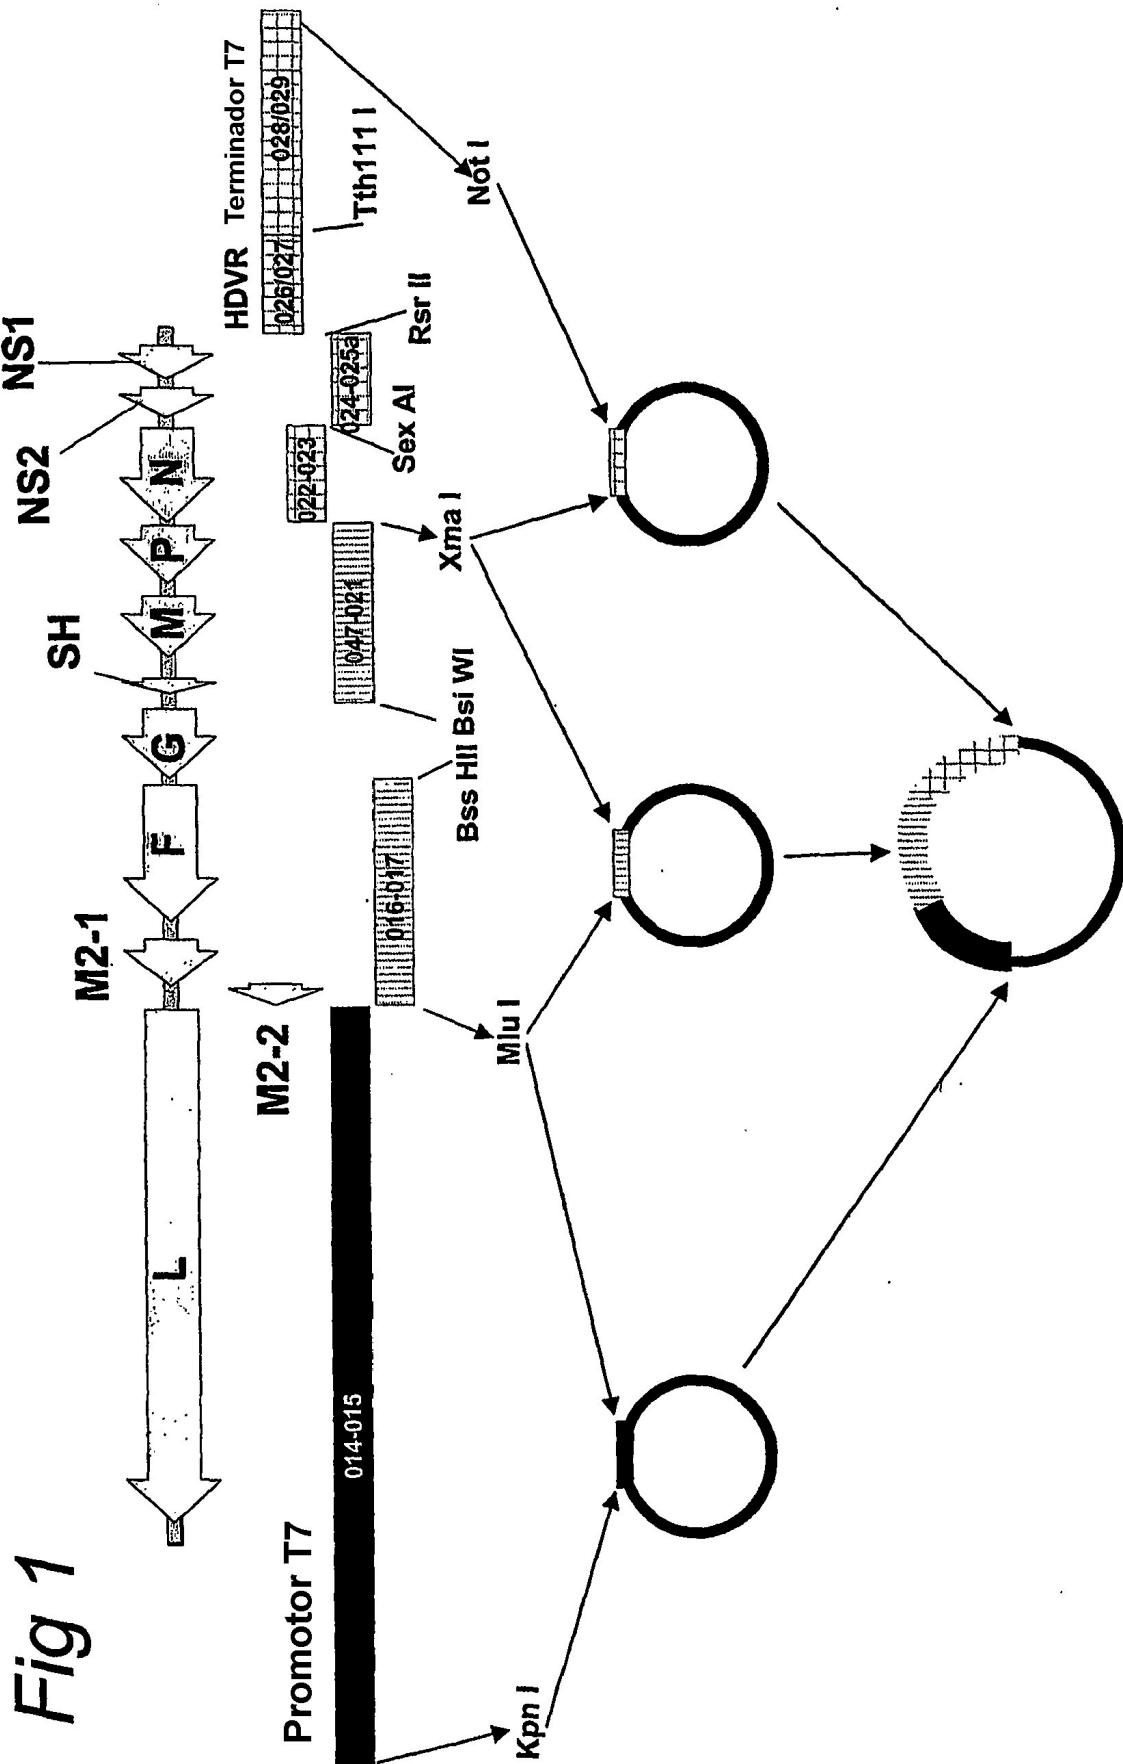 Fig 1
L
M2-1
F
G
SH
M
P
N
NS2
NS1
M2-2
Promotor T7
014-015
016-017
047-021
022-023
024-025a
HDVR
Terminador T7
026/027
028/029
Kpn I
Mlu I
Bss HII
Bsi WI
Xma I
Sex AI
Rsr II
Tth111 I
Not I